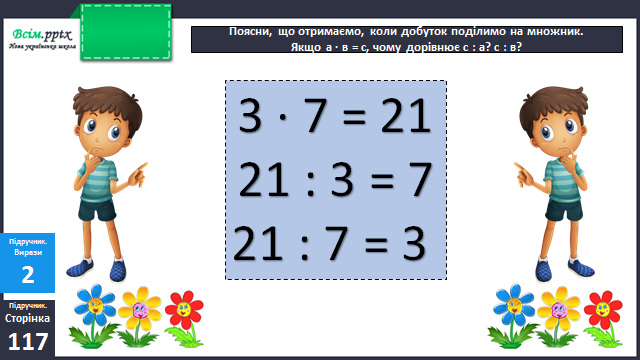 Всім.pptx
Нова українська школа
Поясни, що отримаємо, коли добуток поділимо на множник.
Якщо а · в = с, чому дорівнює с : а? с : в?
3 · 7 = 21
21 : 3 = 7
21 : 7 = 3
Підручник.
Вирази
2
Підручник.
Сторінка
117